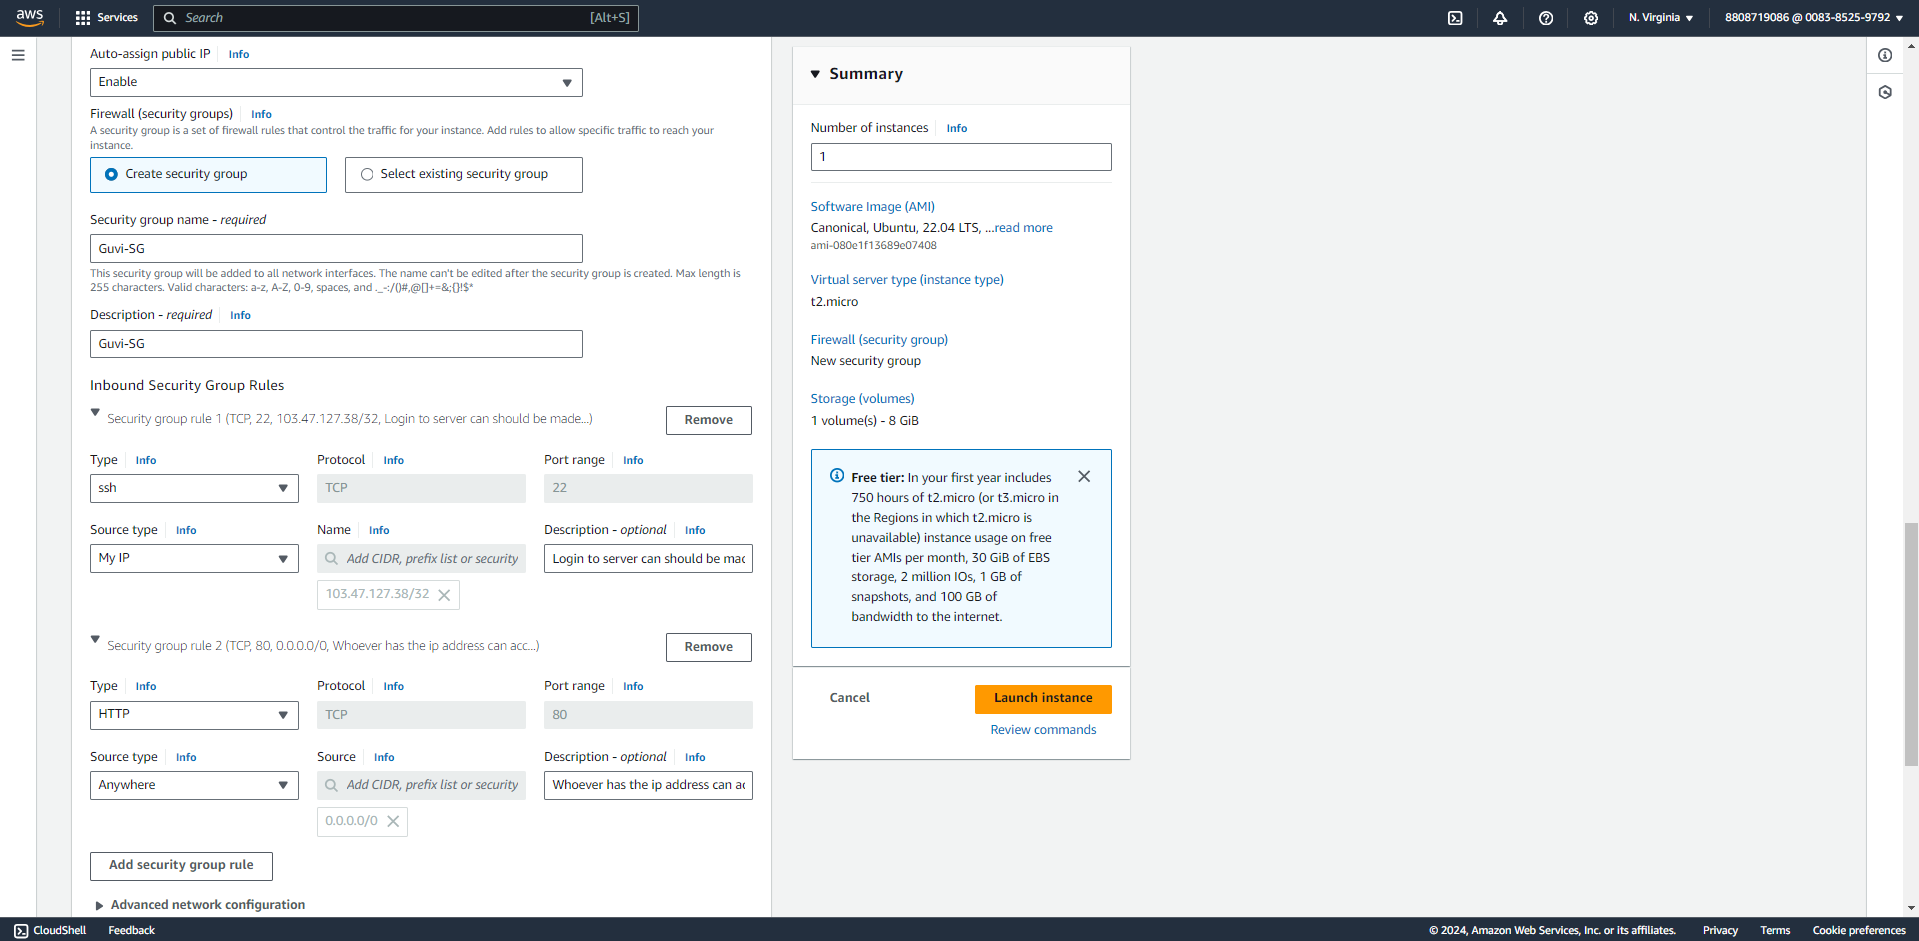 aws
Services
Search
[Alt+S]
N. Virginia
8808719086 @ 0083-8525-9792
Auto-assign public IP
Info
Enable
Firewall (security groups)
Info
A security group is a set of firewall rules that control the traffic for your instance. Add rules to allow specific traffic to reach your
instance.
Create security group
Select existing security group
Security group name - required
Guvi-SG
This security group will be added to all network interfaces. The name can't be edited after the security group is created. Max length is
255 characters. Valid characters: a-z, A-Z, 0-9, spaces, and ._-:/()#,@[]+=&;{}!$*
Description - required
Info
Guvi-SG
Inbound Security Group Rules
Security group rule 1 (TCP, 22, 103.47.127.38/32, Login to server can should be made...)
Remove
Type
Info
Protocol
Info
Port range
Info
ssh
TCP
22
Source type
Info
Name
Info
Description - optional
Info
My IP
Add CIDR, prefix list or security
Login to server can should be mac
103.47.127.38/32
Security group rule 2 (TCP, 80, 0.0.0.0/0, Whoever has the ip address can acc...)
Remove
Type
Info
Protocol
Info
Port range
Info
HTTP
TCP
80
Source type
Info
Source
Info
Description - optional
Info
Anywhere
Add CIDR, prefix list or security
Whoever has the ip address can ac
0.0.0.0/0
Add security group rule
Advanced network configuration
Summary
Number of instances
Info
1
Software Image (AMI)
Canonical, Ubuntu, 22.04 LTS, ...read more
ami-080e1f13689e07408
Virtual server type (instance type)
t2.micro
Firewall (security group)
New security group
Storage (volumes)
1 volume(s) - 8 GiB
Free tier: In your first year includes
750 hours of t2.micro (or t3.micro in
the Regions in which t2.micro is
unavailable) instance usage on free
tier AMIs per month, 30 GiB of EBS
storage, 2 million IOs, 1 GB of
snapshots, and 100 GB of
bandwidth to the internet.
Cancel
Launch instance
Review commands
CloudShell
Feedback
© 2024, Amazon Web Services, Inc. or its affiliates.
Privacy
Terms
Cookie preferences